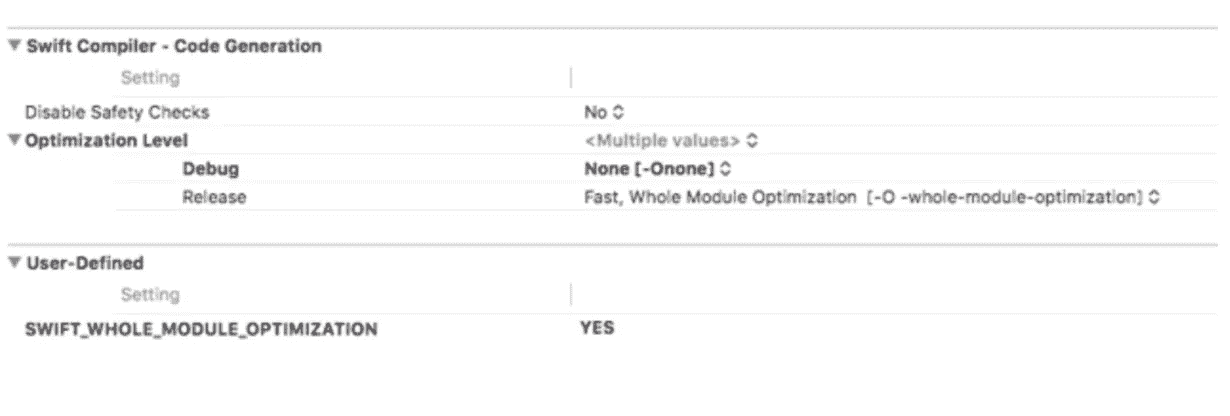 Swift Compiler - Code Generation
Setting
Disable Safety Checks No
Optimization Level <Multiple values>
Debug None [-Onone]
Release Fast, Whole Module Optimization [-O -whole-module-optimization]
User-Defined
Setting
SWIFT_WHOLE_MODULE_OPTIMIZATION YES